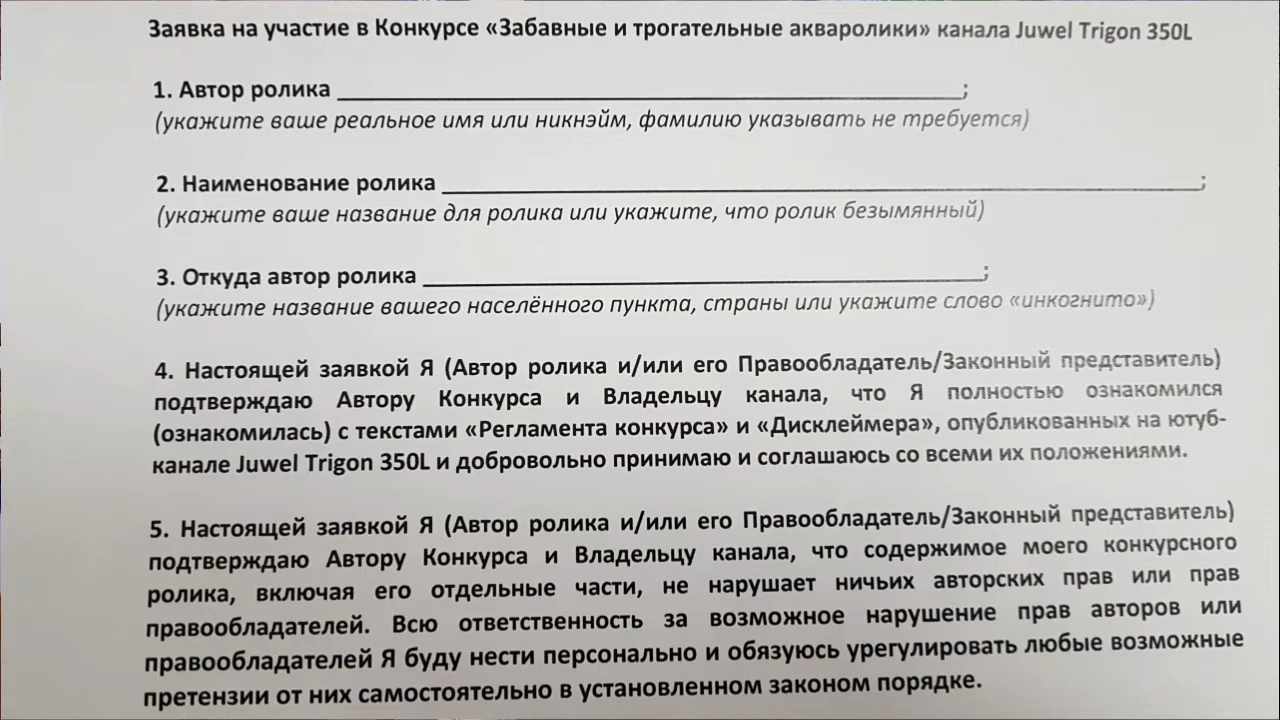 Заявка на участие в Конкурсе «Забавные и трогательные акваролики» канала Juwel Trigon 350L
1. Автор ролика ______________________________________________;
(укажите ваше реальное имя или никнэйм, фамилию указывать не требуется)
2. Наименование ролика ________________________________________________________;
(укажите ваше название для ролика или укажите, что ролик безымянный)
3. Откуда автор ролика __________________________________________;
(укажите название вашего населённого пункта, страны или укажите слово «инкогнито»)
4. Настоящей заявкой Я (Автор ролика и/или его Правообладатель/Законный представитель)
подтверждаю Автору Конкурса и Владельцу канала, что Я полностью ознакомился
(ознакомилась) с текстами «Регламента конкурса» и «Дисклеймера», опубликованных на ютуб-
канале Juwel Trigon 350L и добровольно принимаю и соглашаюсь со всеми их положениями.
5. Настоящей заявкой Я (Автор ролика и/или его Правообладатель/Законный представитель)
подтверждаю Автору Конкурса и Владельцу канала, что содержимое моего конкурсного
ролика, включая его отдельные части, не нарушает ничьих авторских прав или прав
правообладателей. Всю ответственность за возможное нарушение прав авторов или
правообладателей Я буду нести персонально и обязуюсь урегулировать любые возможные
претензии от них самостоятельно в установленном законом порядке.